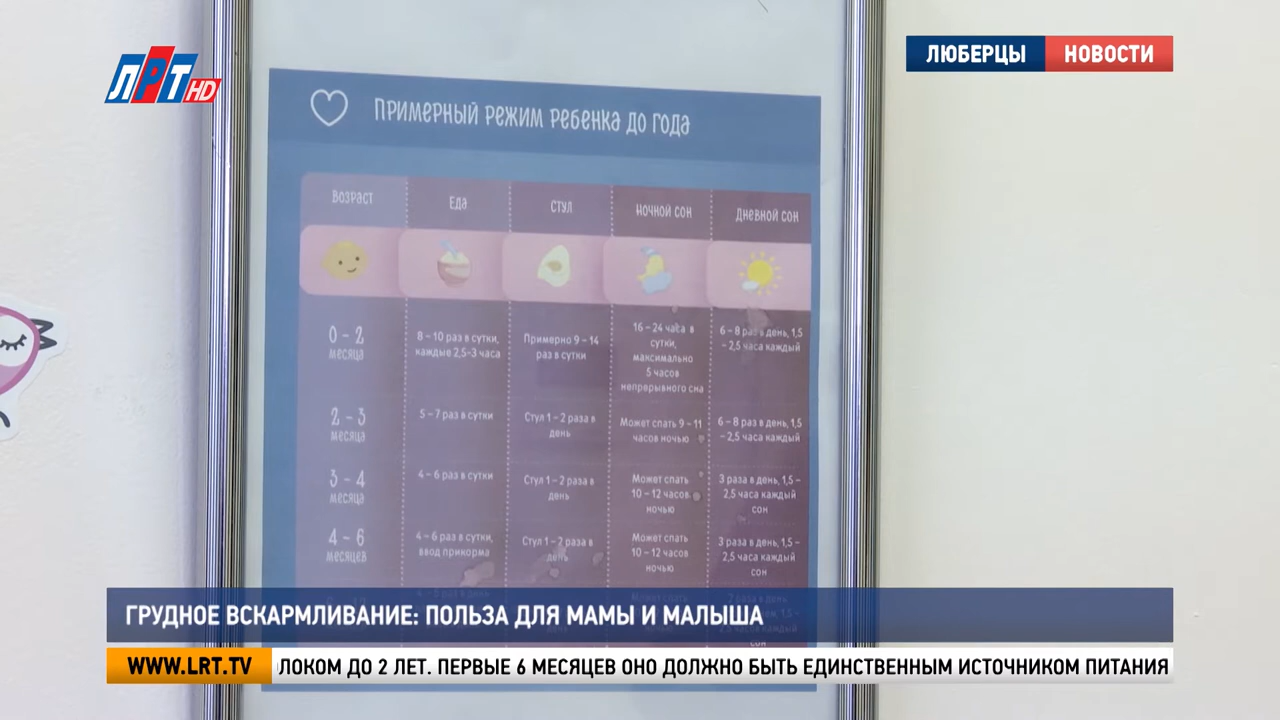 ЛРТ HD
ЛЮБЕРЦЫ НОВОСТИ
ПРИМЕРНЫЙ РЕЖИМ РЕБЕНКА ДО ГОДА
ВОЗРАСТ
ЕДА
СТУЛ
НОЧНОЙ СОН
ДНЕВНОЙ СОН
0 – 2
месяца
8 – 10 раз в сутки,
каждые 2,5-3 часа
Примерно 9 – 14
раз в сутки
16 – 24 часа в
сутки,
максимально
5 часов
непрерывного сна
6 – 8 раз в день, 1,5
– 2,5 часа каждый
2 – 3
месяца
5 – 7 раз в сутки
Стул 1 – 2 раза в
день
Может спать 9 – 11
часов ночью
6 – 8 раз в день, 1,5
– 2,5 часа каждый
3 – 4
месяца
4 – 6 раз в сутки
Стул 1 – 2 раза в
день
Может спать
10 – 12 часов
ночью
3 раза в день, 1,5 –
2,5 часа каждый
сон
4 – 6
месяцев
4 – 6 раз в сутки,
ввод прикорма
Стул 1 – 2 раза в
день
Может спать
10 – 12 часов
ночью
3 раза в день, 1,5 –
2,5 часа каждый
сон
ГРУДНОЕ ВСКАРМЛИВАНИЕ: ПОЛЬЗА ДЛЯ МАМЫ И МАЛЫША
WWW.LRT.TV
ОЛОКОМ ДО 2 ЛЕТ. ПЕРВЫЕ 6 МЕСЯЦЕВ ОНО ДОЛЖНО БЫТЬ ЕДИНСТВЕННЫМ ИСТОЧНИКОМ ПИТАНИЯ